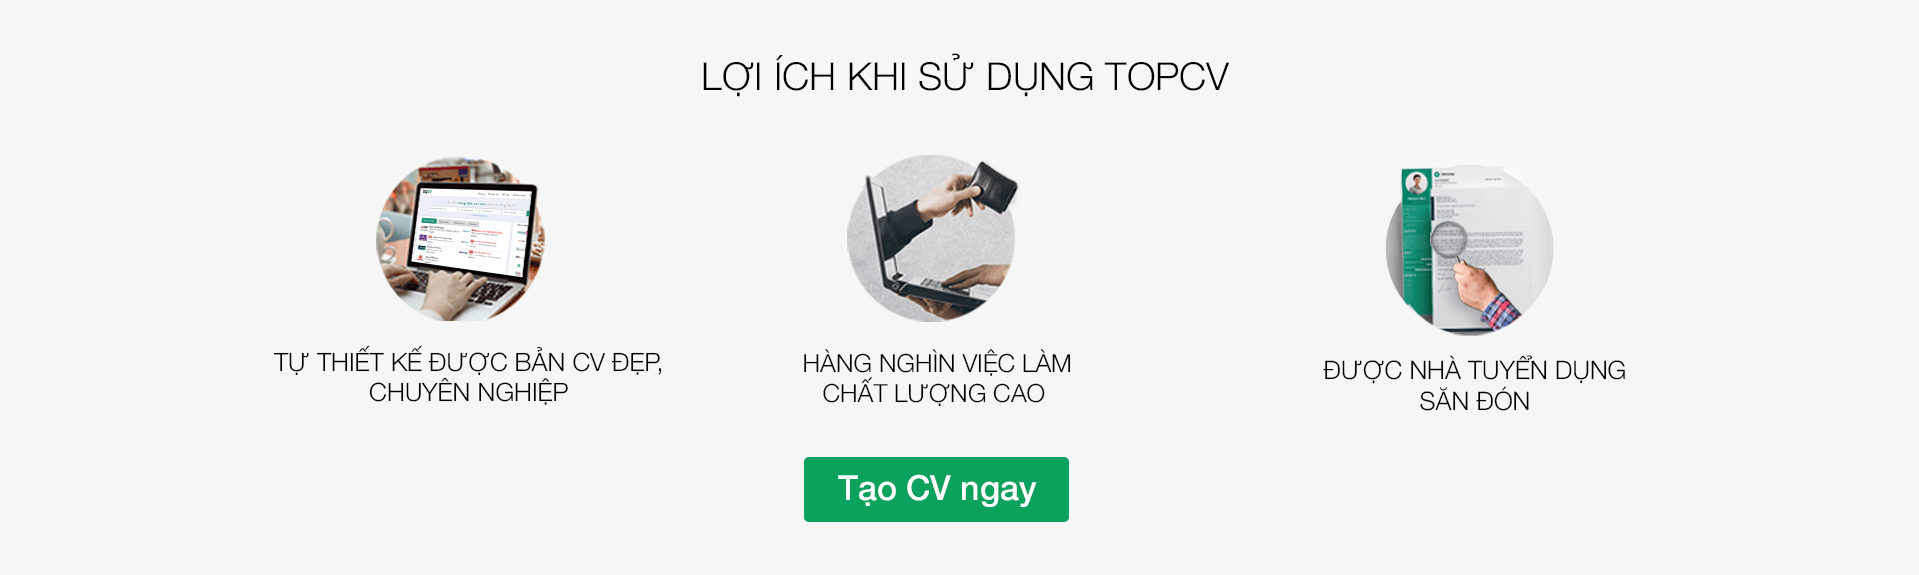 LỢI ÍCH KHI SỬ DỤNG TOPCV
TỰ THIẾT KẾ ĐƯỢC BẢN CV ĐẸP,
CHUYÊN NGHIỆP
HÀNG NGHÌN VIỆC LÀM
CHẤT LƯỢNG CAO
ĐƯỢC NHÀ TUYỂN DỤNG
SĂN ĐÓN
Tạo CV ngay